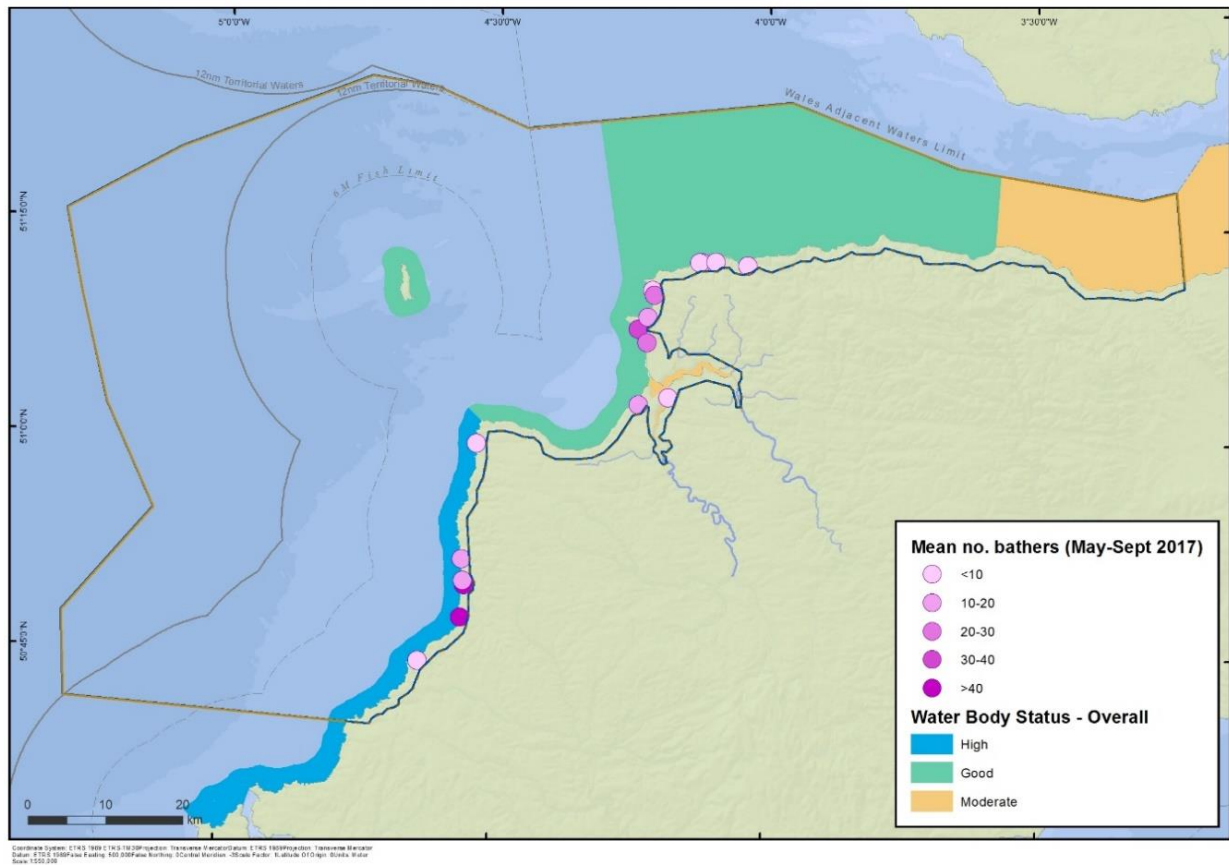 5°0'0"W
4°30'0"W
4°0'0"W
3°30'0"W
12nm Territorial Waters
12nm Territorial Waters
Wales Adjacent Waters Limit
6M Fish Limit
51°15'0"N
51°0'0"N
50°45'0"N
Mean no. bathers (May-Sept 2017)
<10
10-20
20-30
30-40
>40
Water Body Status - Overall
High
Good
Moderate
0 10 20
km